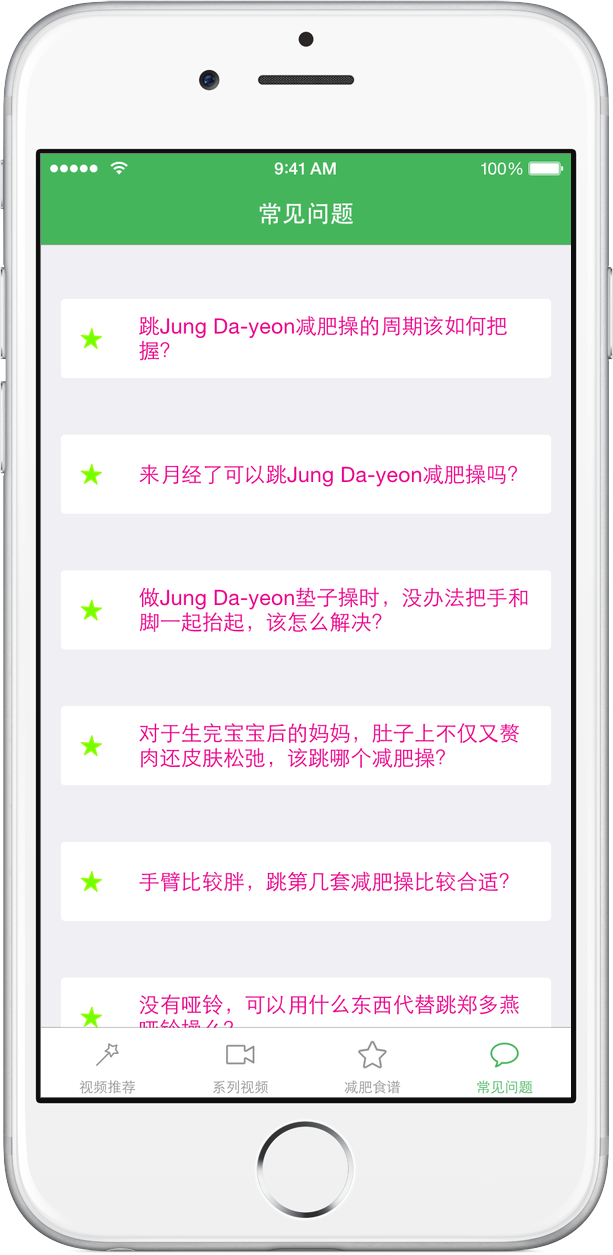 9:41 AM
100%
常见问题
跳Jung Da-yeon减肥操的周期该如何把
握?
来月经了可以跳Jung Da-yeon减肥操吗?
做Jung Da-yeon垫子操时，没办法把手和
脚一起抬起，该怎么解决?
对于生完宝宝后的妈妈，肚子上不仅又赘
肉还皮肤松弛，该跳哪个减肥操?
手臂比较胖，跳第几套减肥操比较合适?
没有哑铃，可以用什么东西代替跳郑多燕
哑铃操么?
视频推荐
系列视频
减肥食谱
常见问题